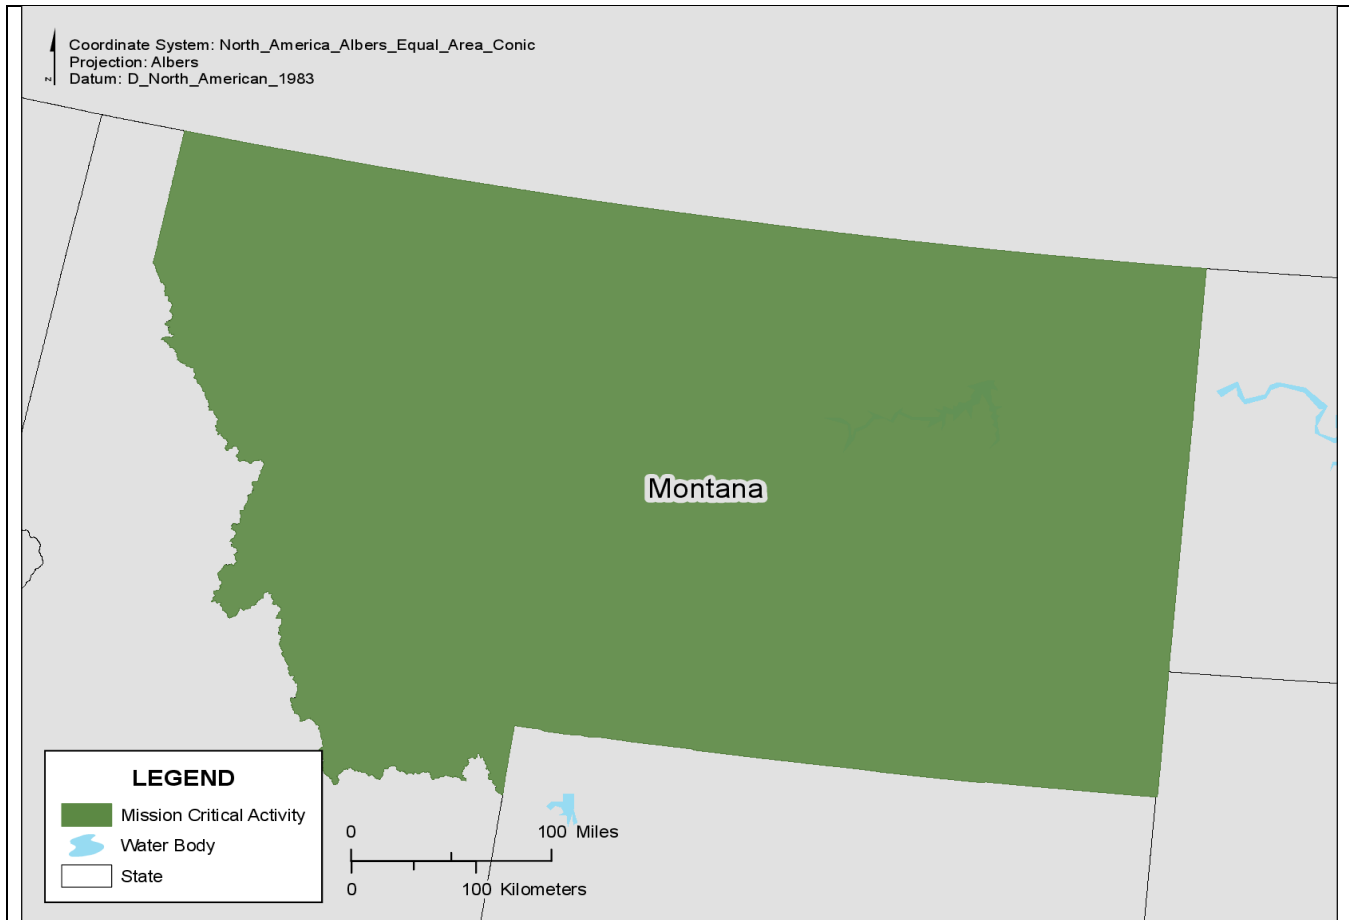 Coordinate System: North_America_Albers_Equal_Area_Conic
Projection: Albers
Datum: D_North_American_1983
z
Montana
LEGEND
Mission Critical Activity
Water Body
State
0 100 Miles
0 100 Kilometers